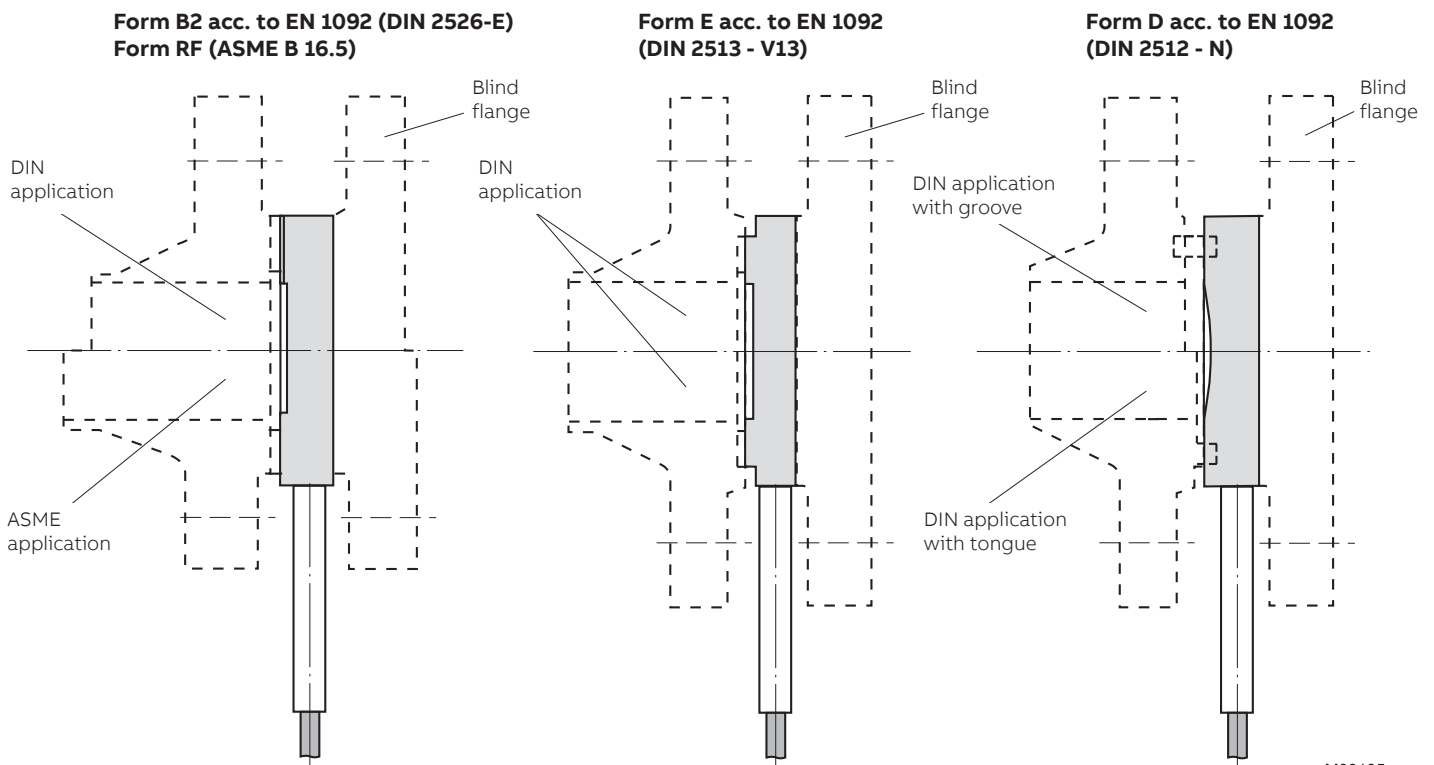 Form B2 acc. to EN 1092 (DIN 2526-E)
Form RF (ASME B 16.5)
Blind
flange
DIN
application
ASME
application
Form E acc. to EN 1092
(DIN 2513 - V13)
Blind
flange
DIN
application
Form D acc. to EN 1092
(DIN 2512 - N)
Blind
flange
DIN application
with groove
DIN application
with tongue